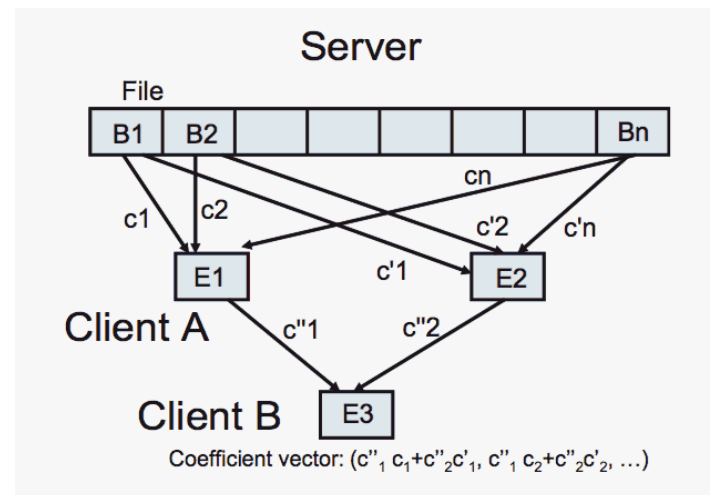 Server
File
B1 B2 Bn
cn
c1 c2 c'2 c'n
c'1
E1 E2
Client A
c"1 c"2
Client B E3
Coefficient vector: (c"₁ c₁+c"₂c'₁, c"₁ c₂+c"₂c'₂, …)